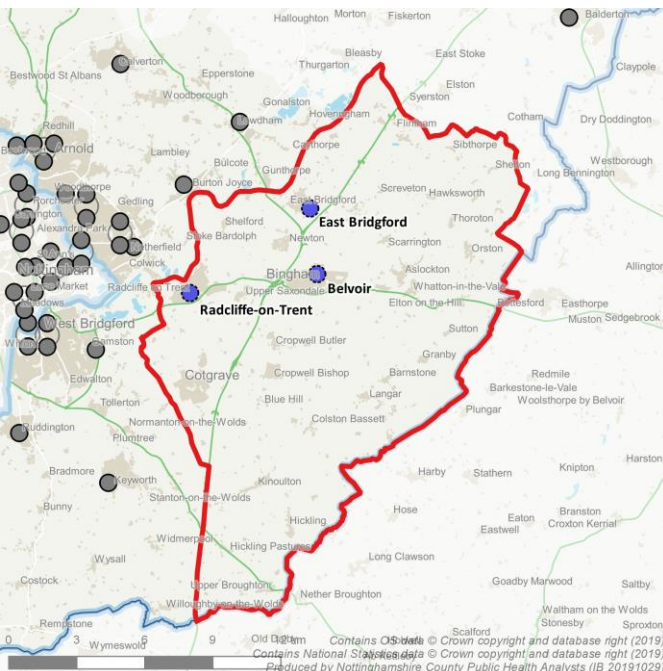 Morton
Fiskerton
Balderton
Halloughton
Bleasby
East Stoke
Thurgarton
Claypole
Calverton
Epperstone
Bestwood St Albans
Elston
Woodborough
Gonalston
Syerston
Hoveringham
Cotham
Dry Doddington
Lowdham
Flintham
Redhill
Caythorpe
Sibthorpe
Arnold
Lambley
Westborough
Bulcote
Gunthorpe
Shelton
Long Bennington
Burton Joyce
Screveton
Hawksworth
Woodthorpe
Gedling
East Bridgford
Shelford
East Bridgford
Thoroton
Alexandra Park
Stoke Bardolph
Newton
Scarrington
Orston
Netherfield
Colwick
Nottingham
Bingham
Aslockton
Allington
Radcliffe on Trent
Upper Saxondale
Belvoir
Whatton-in-the-Vale
Market
Meadows
Radcliffe-on-Trent
Elton on the Hill
Bottesford
Easthorpe
West Bridgford
Muston
Sedgebrook
Sutton
Gamston
Cropwell Butler
Granby
Edwalton
Cotgrave
Cropwell Bishop
Barnstone
Redmile
Barkestone-le-Vale
Tollerton
Blue Hill
Langar
Woolsthorpe by Belvoir
Normanton-on-the-Wolds
Colston Bassett
Plungar
Ruddington
Plumtree
Harston
Bradmore
Keyworth
Kinoulton
Harby
Stathern
Knipton
Stanton-on-the-Wolds
Bunny
Hickling
Hose
Eaton
Branston
Eastwell
Croxton Kerrial
Widmerpool
Hickling Pastures
Wysall
Long Clawson
Costock
Upper Broughton
Goadby Marwood
Saltby
Nether Broughton
Willoughby-on-the-Wolds
Waltham on the Wolds
Rempstone
Stonesby
Sproxton
Scalford
0 3 6 9 12 km
Old Dalby
Wymeswold
Contains OS data © Crown copyright and database right (2019)
Contains National Statistics data © Crown copyright and database right (2019)
Produced by Nottinghamshire County Public Health Analysts (IB 20191029)